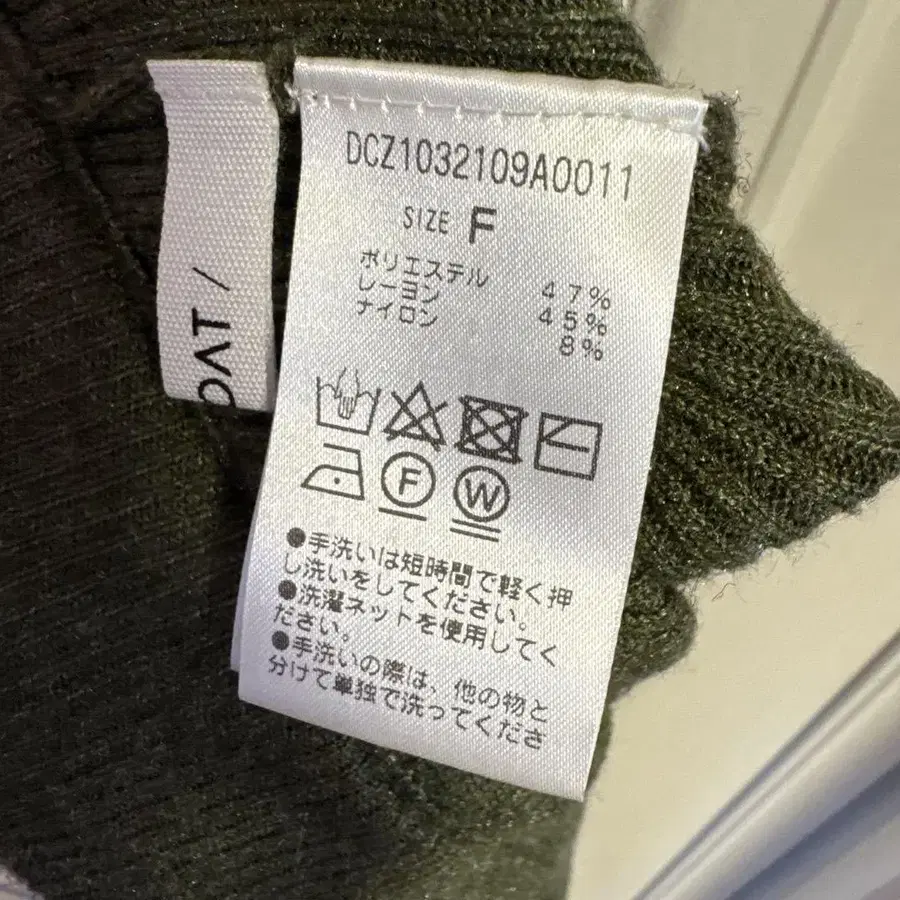 DCZ1032109A0011
SIZE F
ポリエステル 47%
レーヨン 45%
ナイロン 8%
F
W
●手洗いは短時間で軽く押
し洗いをしてください。
●洗濯ネットを使用してく
ださい。
●手洗いの際は、他の物と
分けて単独で洗ってくださ